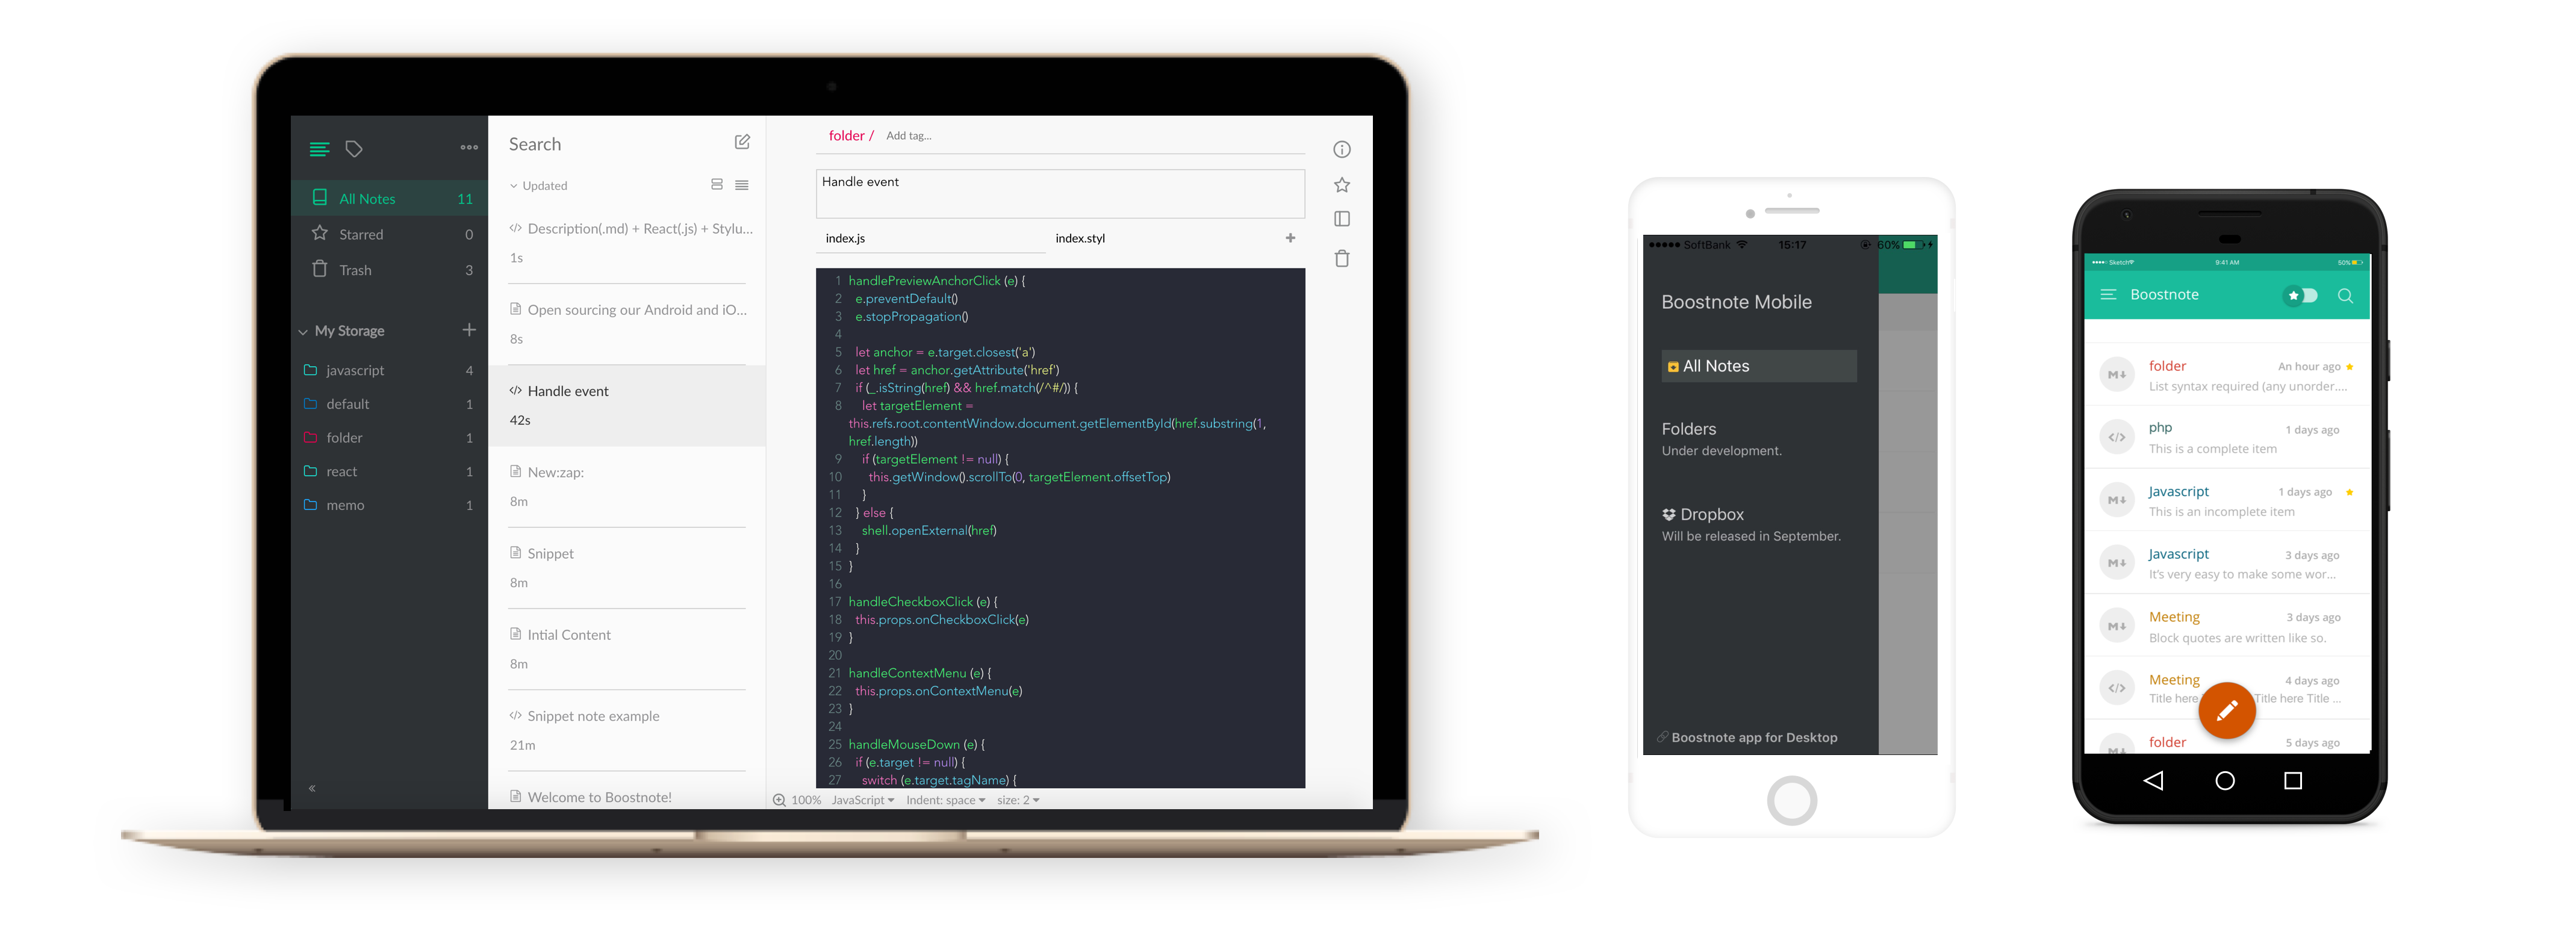 All Notes 11
Starred 0
Trash 3
My Storage
javascript 4
default 1
folder 1
react 1
memo 1
«
Search
Updated
</> Description(.md) + React(.js) + Stylu...
1s
Open sourcing our Android and iO...
8s
</> Handle event
42s
New:zap:
8m
Snippet
8m
Intial Content
8m
</> Snippet note example
21m
Welcome to Boostnote!
folder / Add tag...
Handle event
index.js index.styl +
1 handlePreviewAnchorClick (e) {
2 e.preventDefault()
3 e.stopPropagation()
4
5 let anchor = e.target.closest('a')
6 let href = anchor.getAttribute('href')
7 if (_.isString(href) && href.match(/^#/)) {
8 let targetElement =
this.refs.root.contentWindow.document.getElementById(href.substring(1,
href.length))
9 if (targetElement != null) {
10 this.getWindow().scrollTo(0, targetElement.offsetTop)
11 }
12 } else {
13 shell.openExternal(href)
14 }
15 }
16
17 handleCheckboxClick (e) {
18 this.props.onCheckboxClick(e)
19 }
20
21 handleContextMenu (e) {
22 this.props.onContextMenu(e)
23 }
24
25 handleMouseDown (e) {
26 if (e.target != null) {
27 switch (e.target.tagName) {
100% JavaScript Indent: space size: 2
SoftBank 15:17 60%
Boostnote Mobile
All Notes
Folders
Under development.
Dropbox
Will be released in September.
Boostnote app for Desktop
Sketch 9:41 AM 50%
Boostnote
M folder An hour ago
List syntax required (any unorder....
</> php 1 days ago
This is a complete item
M Javascript 1 days ago
This is an incomplete item
M Javascript 3 days ago
It's very easy to make some wor...
M Meeting 3 days ago
Block quotes are written like so.
</> Meeting 4 days ago
Title here Title here Title ...
M folder 5 days ago